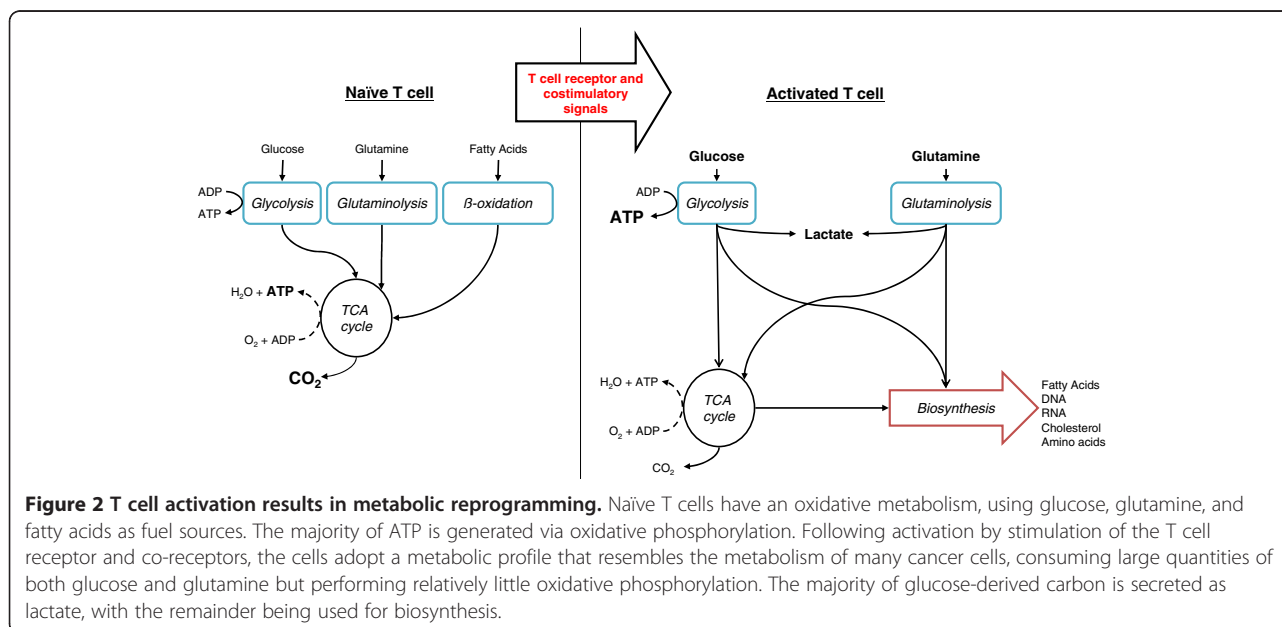 T cell receptor and
costimulatory
signals
Naïve T cell
Glucose
Glutamine
Fatty Acids
ADP
ATP
Glycolysis
Glutaminolysis
ß-oxidation
H₂O + ATP
O₂ + ADP
TCA
cycle
CO₂
Activated T cell
Glucose
Glutamine
ADP
ATP
Glycolysis
Glutaminolysis
Lactate
H₂O + ATP
O₂ + ADP
TCA
cycle
CO₂
Biosynthesis
Fatty Acids
DNA
RNA
Cholesterol
Amino acids
Figure 2 T cell activation results in metabolic reprogramming. Naïve T cells have an oxidative metabolism, using glucose, glutamine, and
fatty acids as fuel sources. The majority of ATP is generated via oxidative phosphorylation. Following activation by stimulation of the T cell
receptor and co-receptors, the cells adopt a metabolic profile that resembles the metabolism of many cancer cells, consuming large quantities of
both glucose and glutamine but performing relatively little oxidative phosphorylation. The majority of glucose-derived carbon is secreted as
lactate, with the remainder being used for biosynthesis.